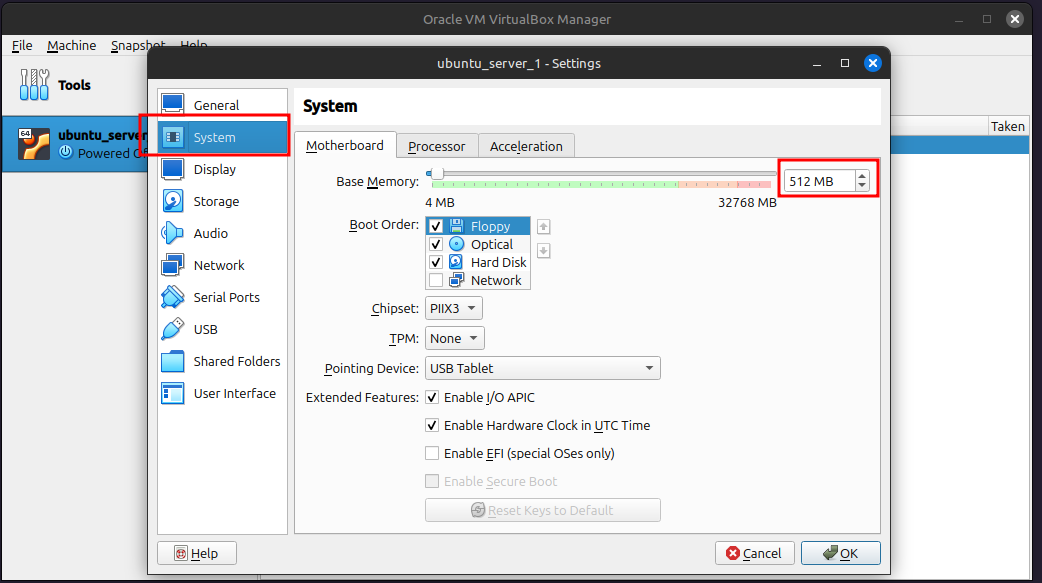 Oracle VM VirtualBox Manager
File Machine Snapshot Help
ubuntu_server_1 - Settings
Tools
64
ubuntu_server
Powered
Taken
General
System
Display
Storage
Audio
Network
Serial Ports
USB
Shared Folders
User Interface
System
Motherboard Processor Acceleration
Base Memory: 512 MB
4 MB 32768 MB
Boot Order: Floppy
Optical
Hard Disk
Network
Chipset: PIIX3
TPM: None
Pointing Device: USB Tablet
Extended Features: Enable I/O APIC
Enable Hardware Clock in UTC Time
Enable EFI (special OSes only)
Enable Secure Boot
Reset Keys to Default
Help Cancel OK